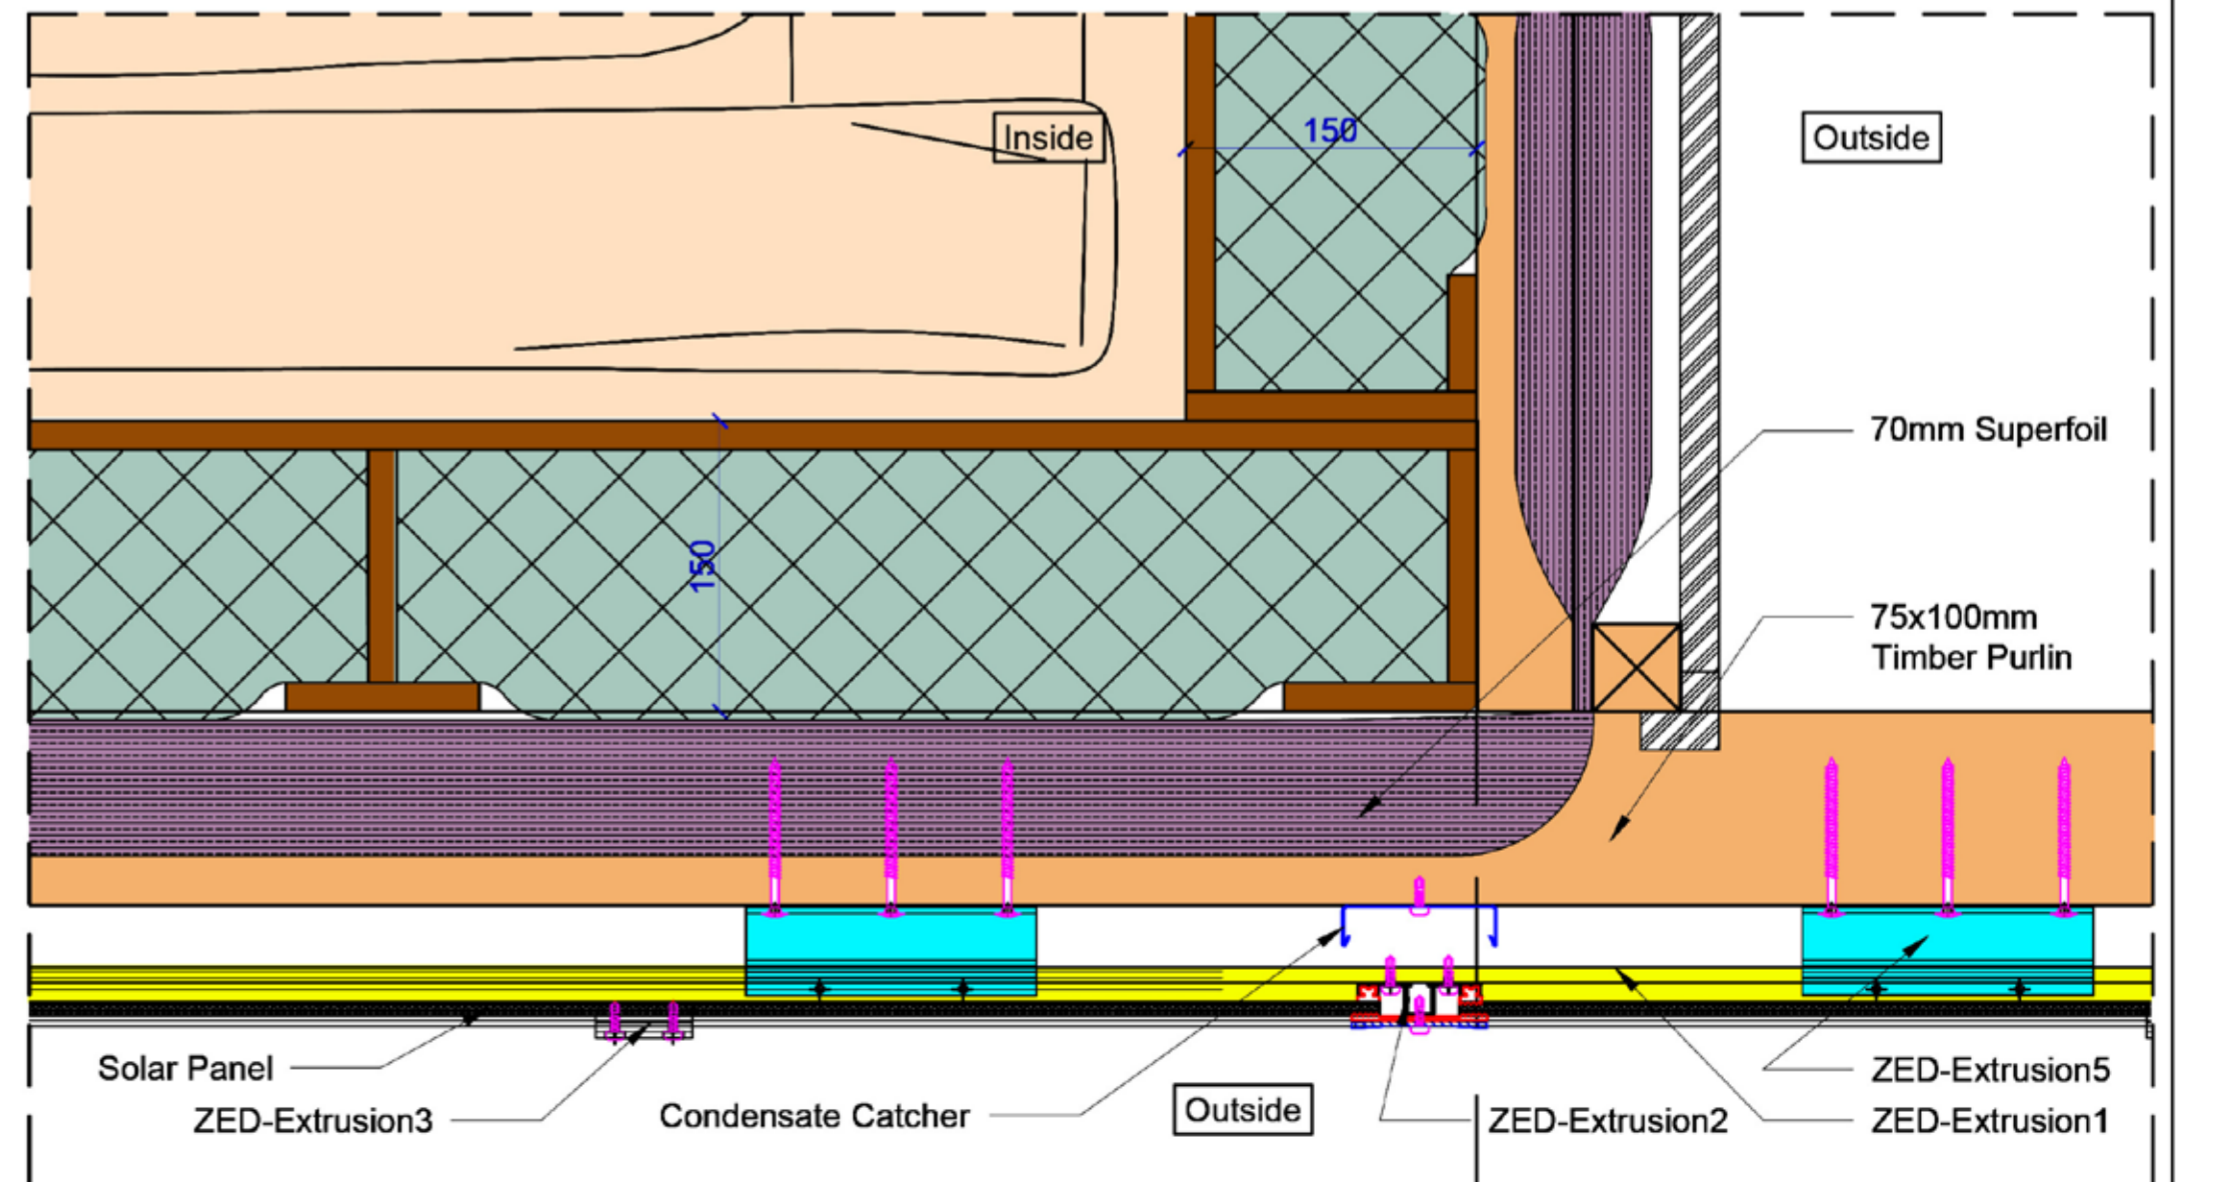 150
Inside
Outside
70mm Superfoil
150
75x100mm
Timber Purlin
Solar Panel
ZED-Extrusion5
ZED-Extrusion3
Condensate Catcher
Outside
ZED-Extrusion2
ZED-Extrusion1